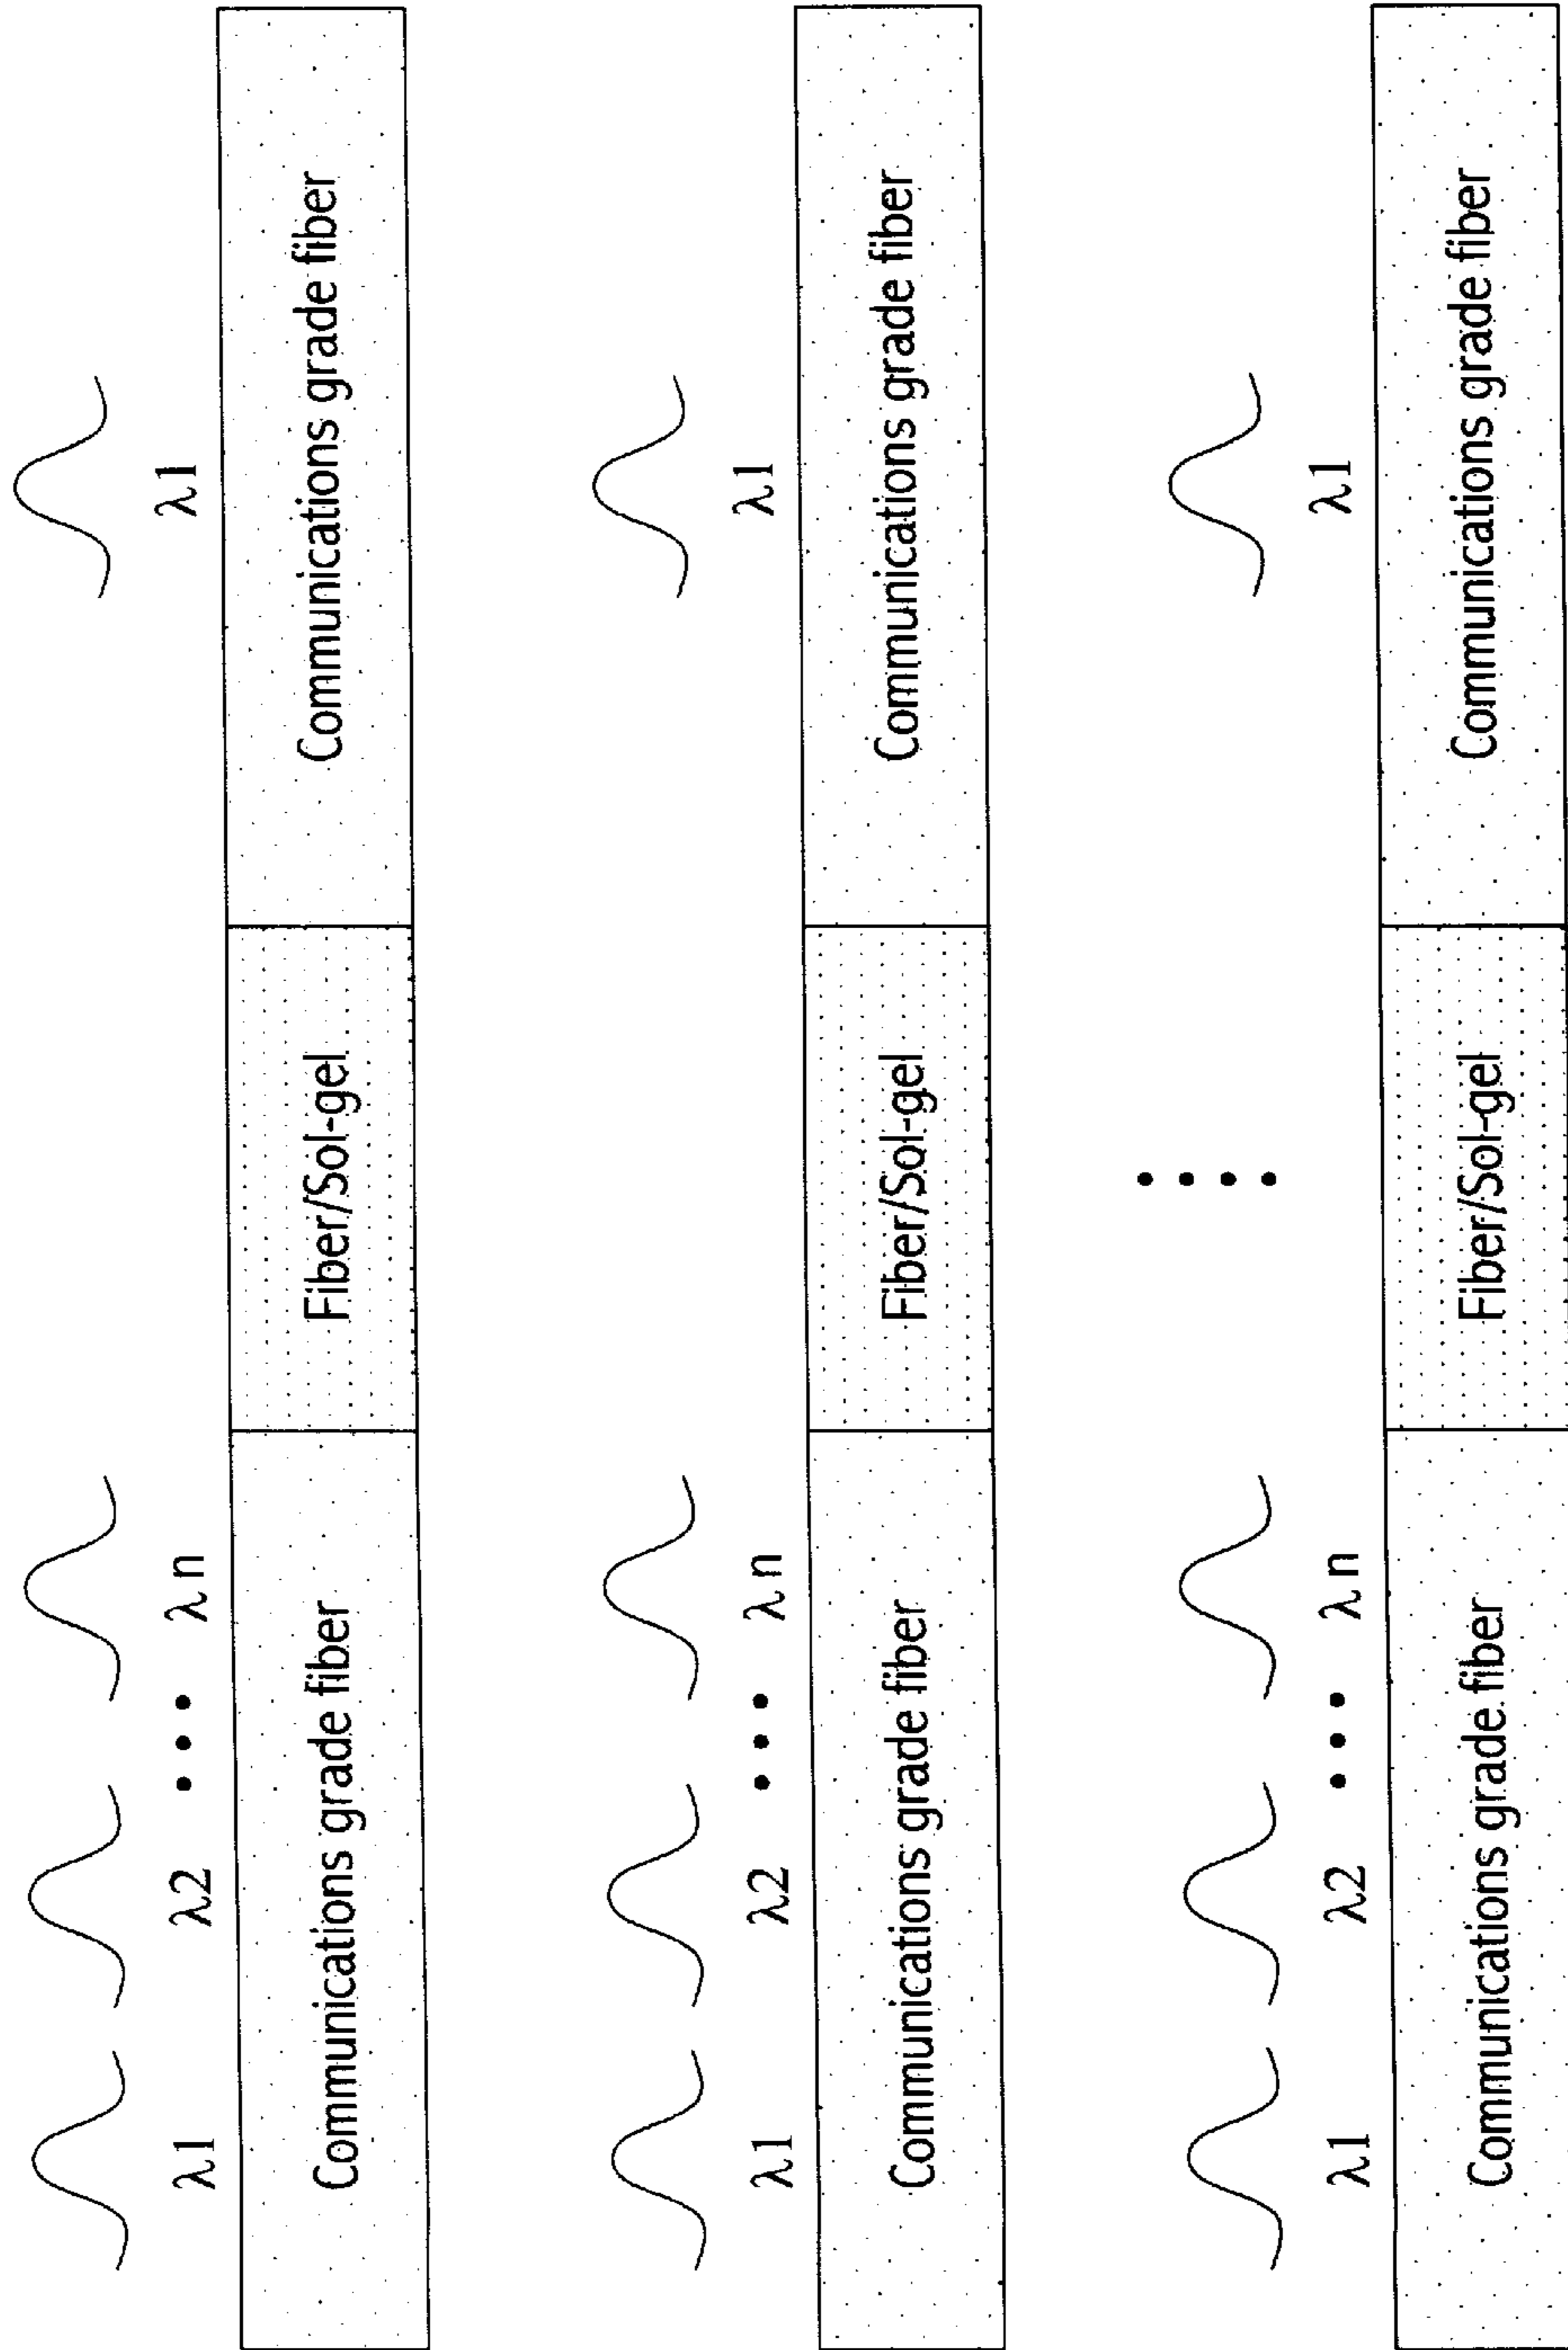 λ1 λ2 ••• λn λ1
Communications grade fiber Fiber/Sol-gel Communications grade fiber
λ1 λ2 ••• λn λ1
Communications grade fiber Fiber/Sol-gel Communications grade fiber
λ1 λ2 ••• λn λ1
Communications grade fiber Fiber/Sol-gel Communications grade fiber